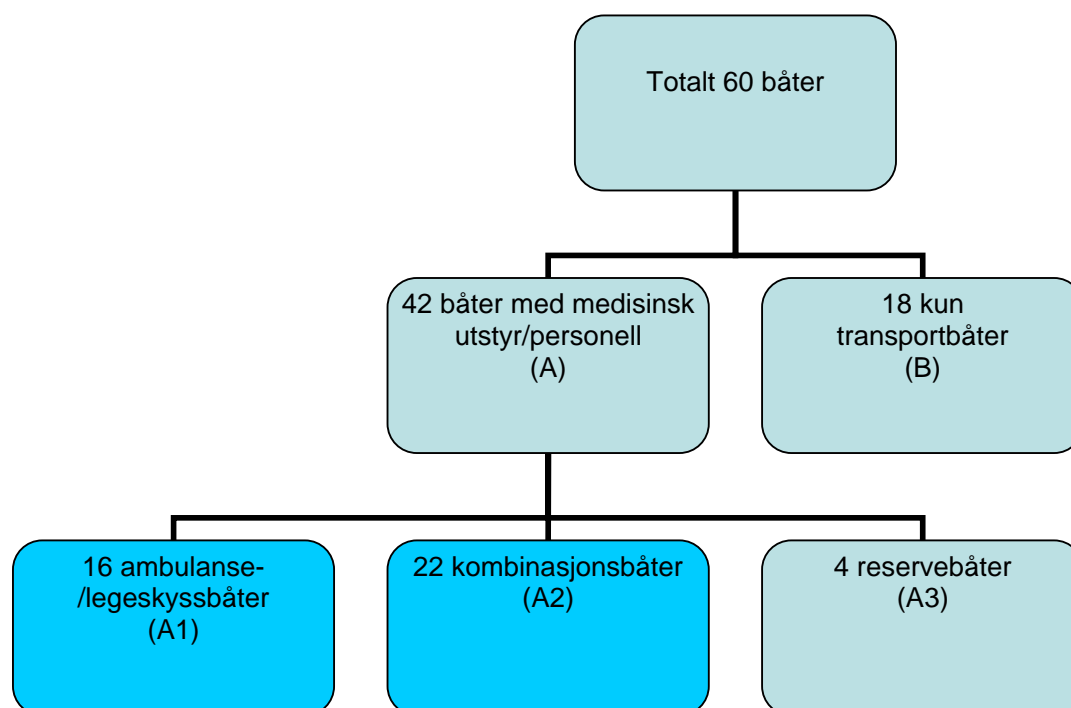 Totalt 60 båter
42 båter med medisinsk
utstyr/personell
(A)
18 kun
transportbåter
(B)
16 ambulanse-
/legeskyssbåter
(A1)
22 kombinasjonsbåter
(A2)
4 reservebåter
(A3)